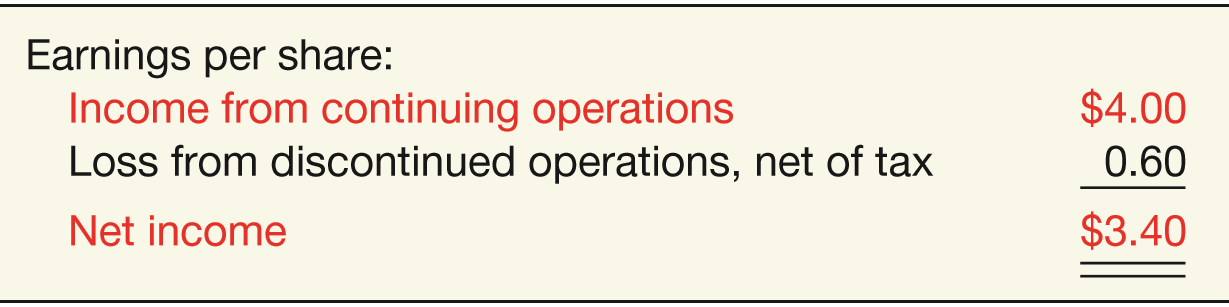 Earnings per share:
Income from continuing operations $4.00
Loss from discontinued operations, net of tax 0.60
Net income $3.40